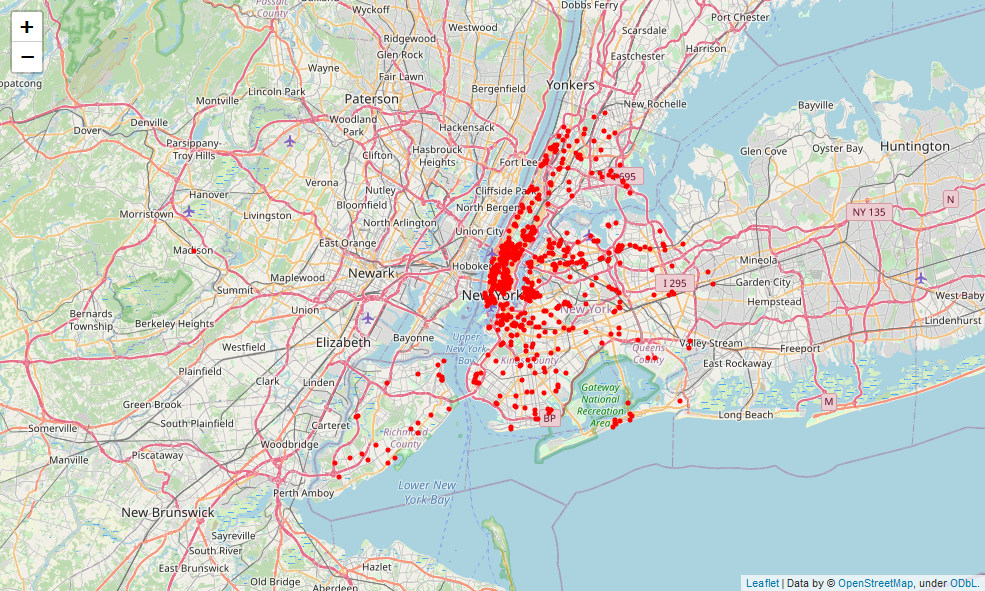 +
−
Passaic
County
Dobbs Ferry
Wyckoff
Port Chester
Ridgewood
Westwood
Scarsdale
Glen Rock
Harrison
Eastchester
Wayne
Fair Lawn
opatcong
Lincoln Park
Paterson
Bergenfield
Yonkers
Montville
New Rochelle
Bayville
Denville
Woodland
Park
Hackensack
Dover
Parsippany-
Troy Hills
Clifton
Hasbrouck
Heights
Fort Lee
Glen Cove
Oyster Bay
Huntington
695
Verona
Nutley
Cliffside Park
Hanover
Bloomfield
North Bergen
N
Morristown
Livingston
North Arlington
NY 135
Union City
East Orange
Madison
Maplewood
Newark
Hoboken
Mineola
Summit
New York
I 295
Garden City
West Baby
Bernards
Township
Union
New York
Hempstead
Berkeley Heights
Lindenhurst
Elizabeth
Bayonne
Upper
New York
Bay
Valley Stream
Westfield
Kings County
Queens
County
Freeport
East Rockaway
Plainfield
Clark
Linden
Gateway
National
Recreation
Area
Green Brook
M
South Plainfield
Carteret
BP
Long Beach
Somerville
Richmond
County
Woodbridge
Manville
Piscataway
Perth Amboy
Lower New
York Bay
New Brunswick
Sayreville
South River
East Brunswick
Hazlet
Old Bridge
Aberdeen
Leaflet | Data by © OpenStreetMap, under ODbL.